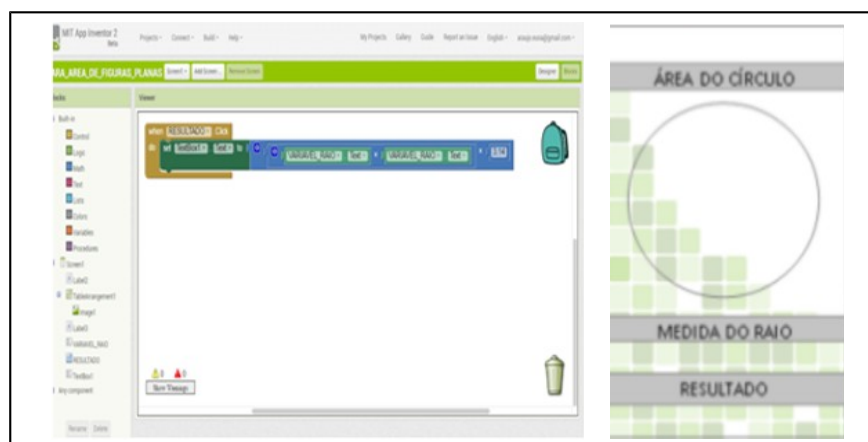 MIT App Inventor 2
Beta
Projects Connect Build Help
My Projects Gallery Guide Report an Issue English
ARA_AREA_DE_FIGURAS_PLANAS
Screen1 Add Screen ... Remove Screen
Designer Blocks
Viewer
Built-in
Control
Logic
Math
Text
Lists
Colors
Variables
Procedures
Screen1
Label2
TableArrangement1
Image1
Label3
VARIAVEL_RAIO
RESULTADO
TextBox1
Any component
Rename Delete
when RESULTADO .Click
do set TextBox1 . Text to VARIAVEL_RAIO . Text × VARIAVEL_RAIO . Text × 3.14
0 0
Show Warnings
ÁREA DO CÍRCULO
MEDIDA DO RAIO
RESULTADO